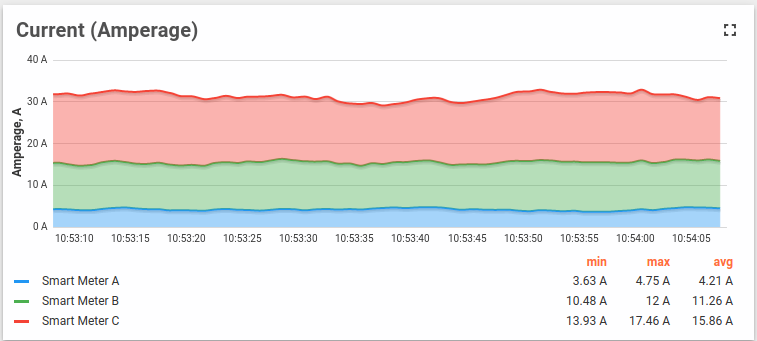 Current (Amperage)
40 A
30 A
20 A
10 A
0 A
Amperage, A
10:53:10 10:53:15 10:53:20 10:53:25 10:53:30 10:53:35 10:53:40 10:53:45 10:53:50 10:53:55 10:54:00 10:54:05
min max avg
Smart Meter A 3.63 A 4.75 A 4.21 A
Smart Meter B 10.48 A 12 A 11.26 A
Smart Meter C 13.93 A 17.46 A 15.86 A